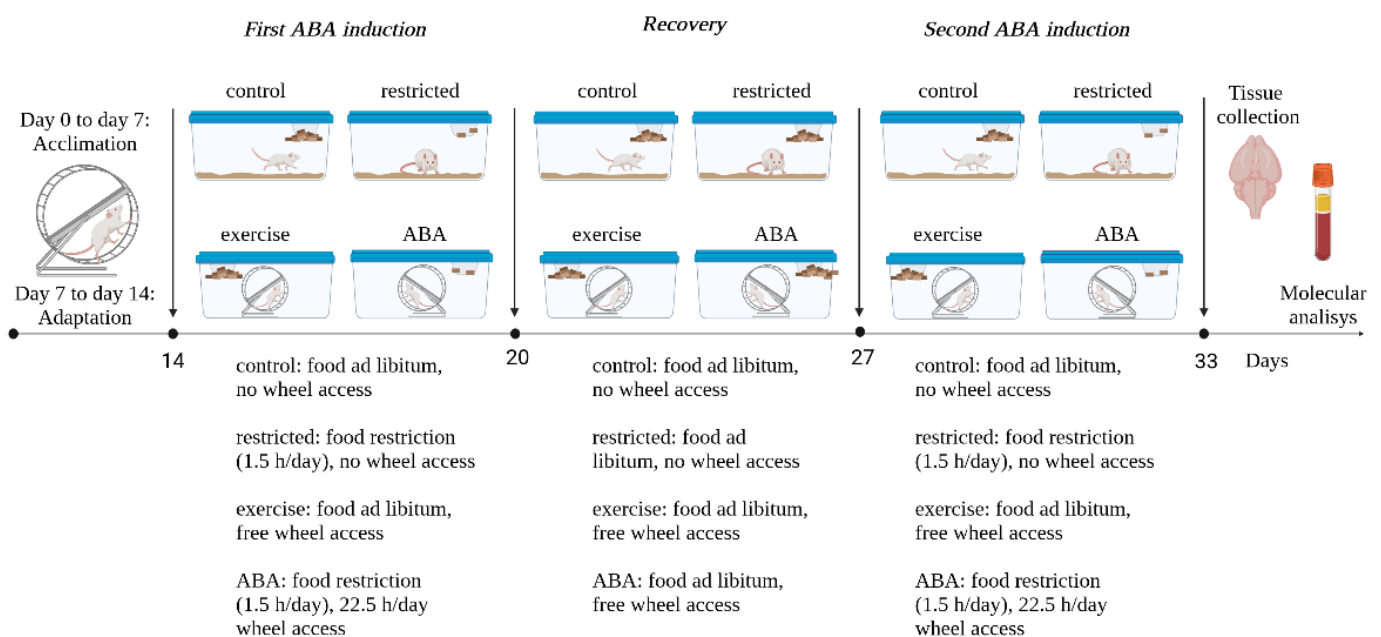 First ABA induction
Recovery
Second ABA induction
control
restricted
control
restricted
control
restricted
Day 0 to day 7:
Acclimation
Tissue
collection
exercise
ABA
exercise
ABA
exercise
ABA
Day 7 to day 14:
Adaptation
Molecular
analisys
14
20
27
33
Days
control: food ad libitum,
no wheel access
restricted: food restriction
(1.5 h/day), no wheel access
exercise: food ad libitum,
free wheel access
ABA: food restriction
(1.5 h/day), 22.5 h/day
wheel access
control: food ad libitum,
no wheel access
restricted: food ad
libitum, no wheel access
exercise: food ad libitum,
free wheel access
ABA: food ad libitum,
free wheel access
control: food ad libitum,
no wheel access
restricted: food restriction
(1.5 h/day), no wheel access
exercise: food ad libitum,
free wheel access
ABA: food restriction
(1.5 h/day), 22.5 h/day
wheel access